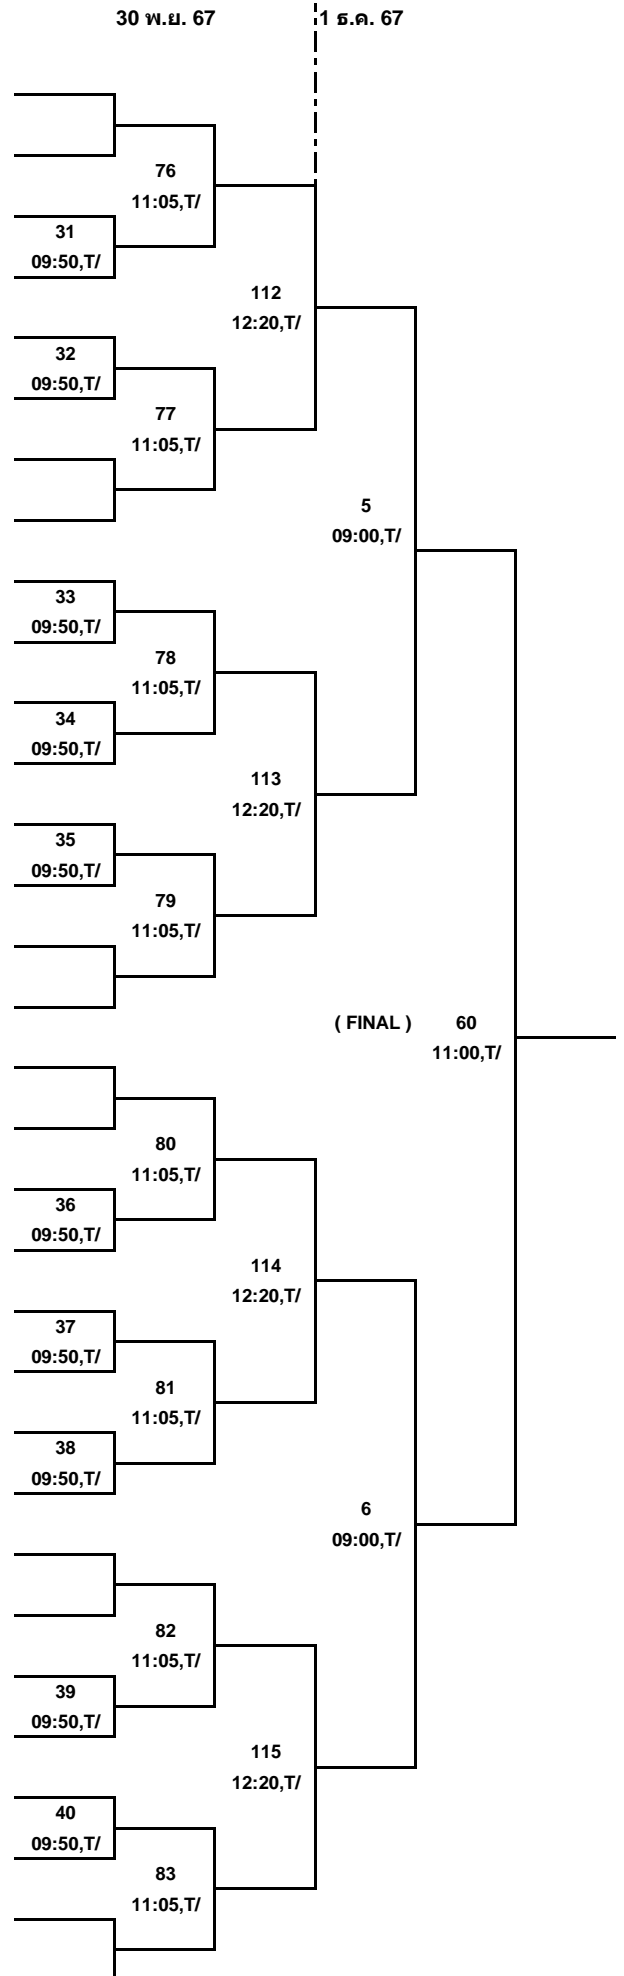 30 พ.ย. 67
1 ธ.ค. 67
76
11:05,T/
31
09:50,T/
112
12:20,T/
32
09:50,T/
77
11:05,T/
5
09:00,T/
33
09:50,T/
78
11:05,T/
34
09:50,T/
113
12:20,T/
35
09:50,T/
79
11:05,T/
( FINAL ) 60
11:00,T/
80
11:05,T/
36
09:50,T/
114
12:20,T/
37
09:50,T/
81
11:05,T/
38
09:50,T/
6
09:00,T/
82
11:05,T/
39
09:50,T/
115
12:20,T/
40
09:50,T/
83
11:05,T/